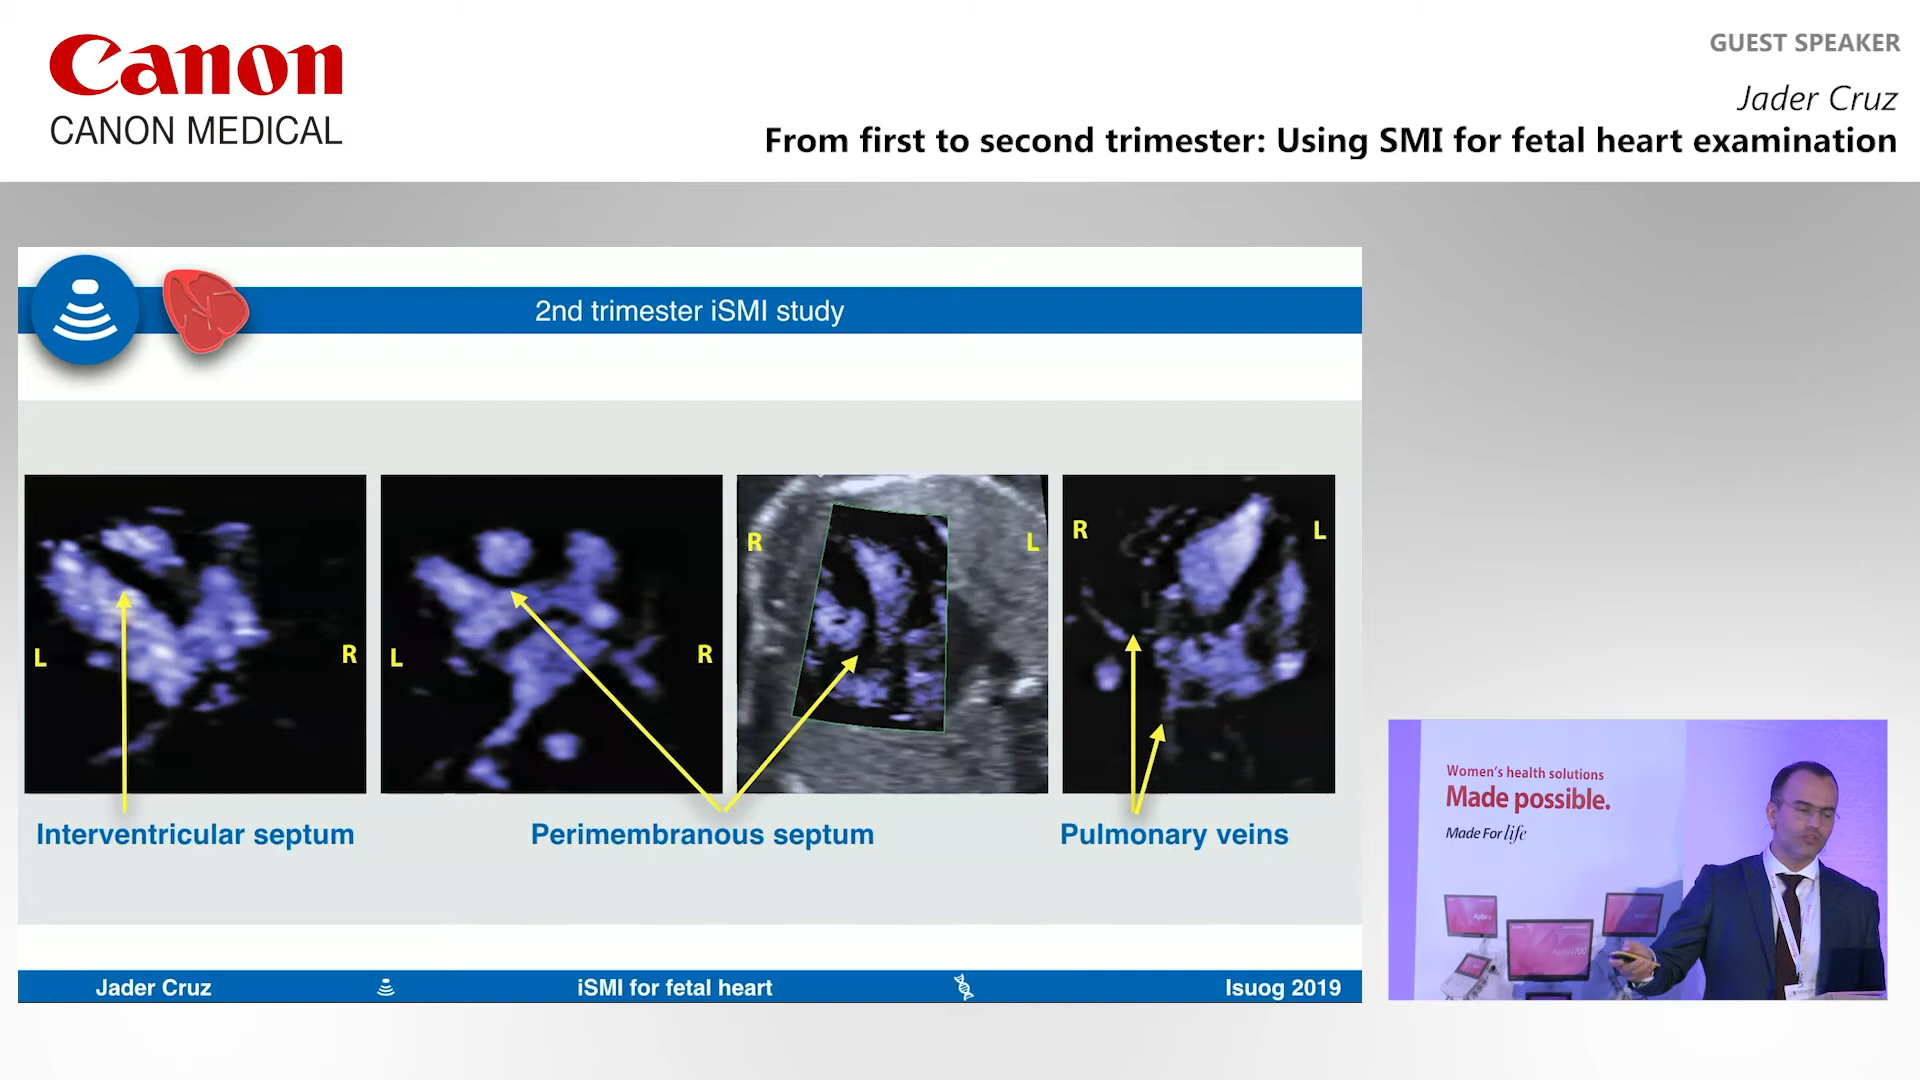 Canon
CANON MEDICAL
GUEST SPEAKER
Jader Cruz
From first to second trimester: Using SMI for fetal heart examination
2nd trimester iSMI study
L
R
L
R
R
L
R
L
Interventricular septum
Perimembranous septum
Pulmonary veins
Jader Cruz
iSMI for fetal heart
Isuog 2019
Women's health solutions
Made possible.
Made For life